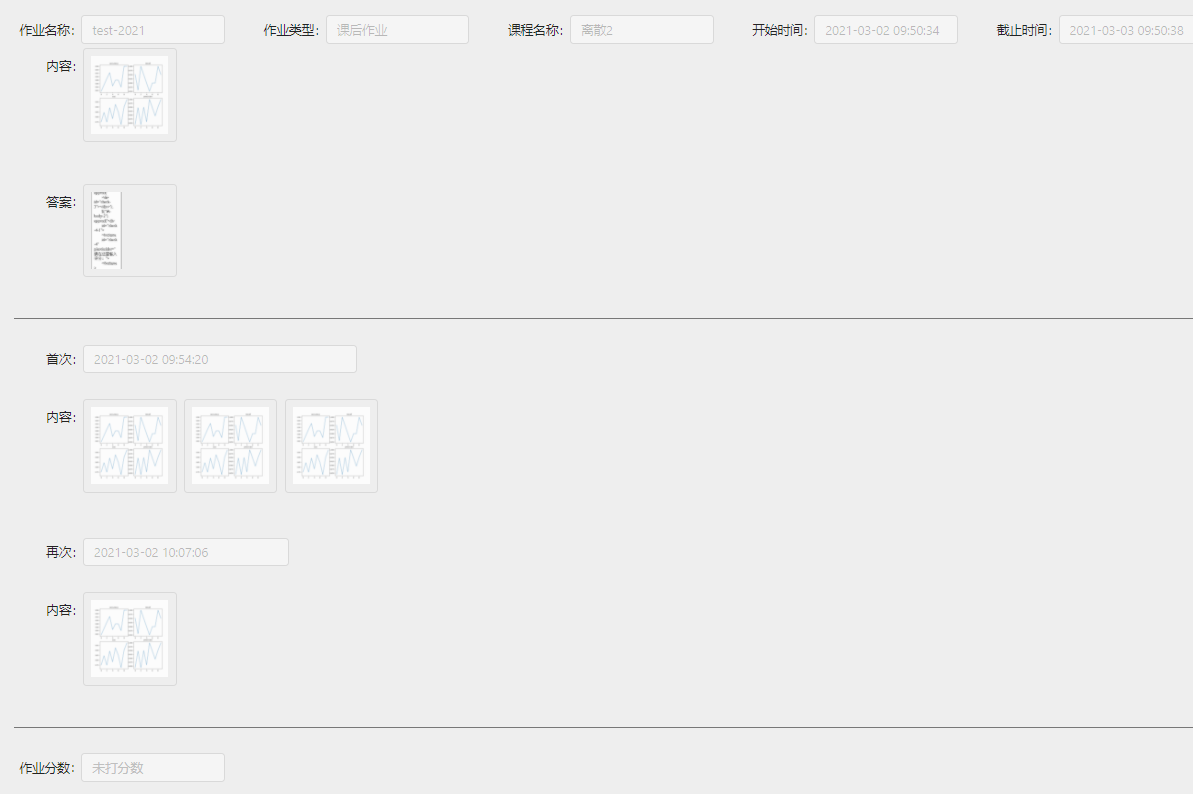 作业名称: test-2021 作业类型: 课后作业 课程名称: 离散2 开始时间: 2021-03-02 09:50:34 截止时间: 2021-03-03 09:50:38
内容:
答案:
首次: 2021-03-02 09:54:20
内容:
再次: 2021-03-02 10:07:06
内容:
作业分数: 未打分数